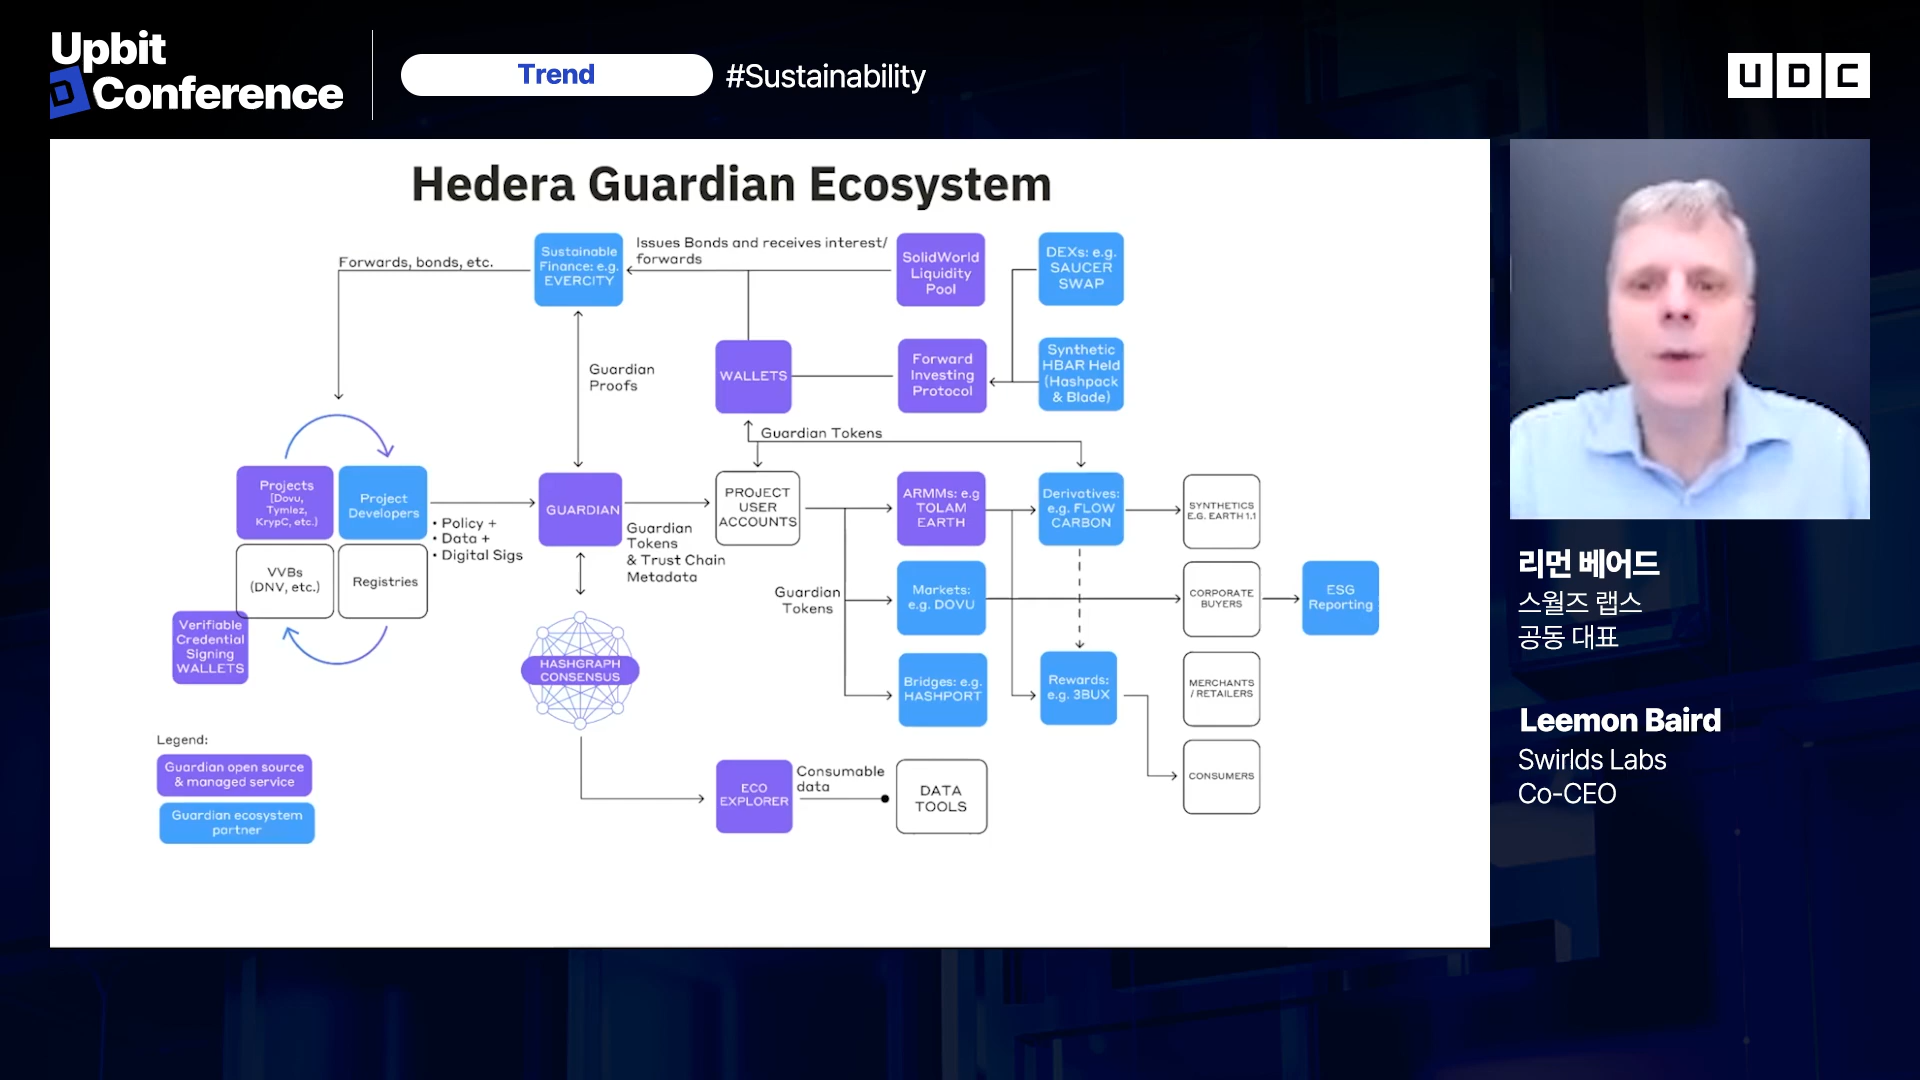 Upbit
D Conference
Trend
#Sustainability
UDC
Hedera Guardian Ecosystem
Forwards, bonds, etc.
Sustainable
Finance: e.g.
EVERCITY
Issues Bonds and receives interest/
forwards
SolidWorld
Liquidity
Pool
DEXs: e.g.
SAUCER
SWAP
Guardian
Proofs
WALLETS
Forward
Investing
Protocol
Synthetic
HBAR Held
(Hashpack
& Blade)
Guardian Tokens
Projects
[Dovu,
Tymlez,
KrypC, etc.)
Project
Developers
• Policy +
• Data +
• Digital Sigs
VVBs
(DNV, etc.)
Registries
Verifiable
Credential
Signing
WALLETS
GUARDIAN
Guardian
Tokens
& Trust Chain
Metadata
PROJECT
USER
ACCOUNTS
Guardian
Tokens
ARMMs: e.g
TOLAM
EARTH
Derivatives:
e.g. FLOW
CARBON
SYNTHETICS
E.G. EARTH 1.1
Markets:
e.g. DOVU
CORPORATE
BUYERS
ESG
Reporting
Bridges: e.g.
HASHPORT
Rewards:
e.g. 3BUX
MERCHANTS
/ RETAILERS
CONSUMERS
HASHGRAPH
CONSENSUS
ECO
EXPLORER
Consumable
data
DATA
TOOLS
Legend:
Guardian open source
& managed service
Guardian ecosystem
partner
리먼 베어드
스월즈 랩스
공동 대표
Leemon Baird
Swirlds Labs
Co-CEO